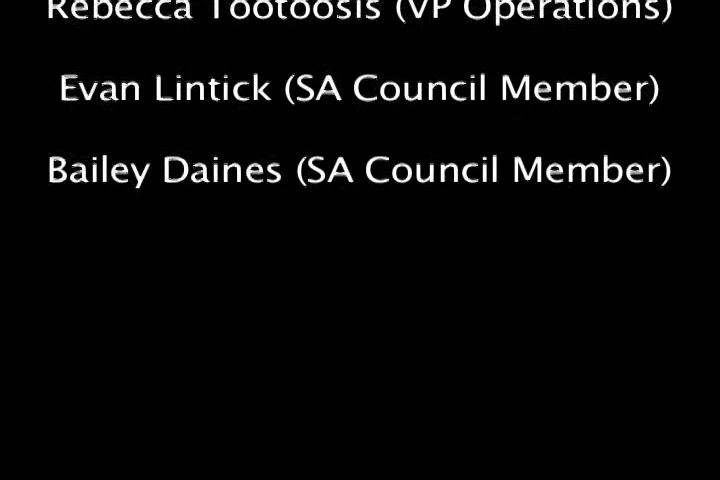 Rebecca Tootoosis (VP Operations)
Evan Lintick (SA Council Member)
Bailey Daines (SA Council Member)